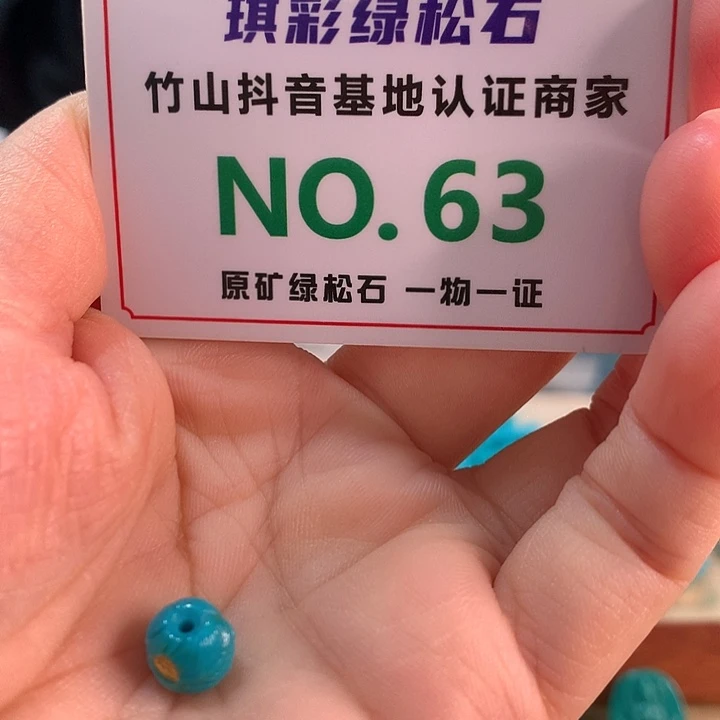 琪彩绿松石
竹山抖音基地认证商家
NO.63
原矿绿松石 一物一证